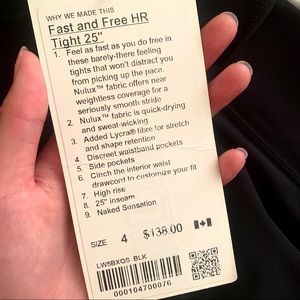 WHY WE MADE THIS
Fast and Free HR
Tight 25"
1. Feel as fast as you do free in
these barely-there feeling
tights that won't distract you
from picking up the pace.
Nulux™ fabric offers near
weightless coverage for a
seriously smooth stride
2. Nulux™ fabric is quick-drying
and sweat-wicking
3. Added Lycra® fibre for stretch
and shape retention
4. Discreet waistband pockets
5. Side pockets
6. Cinch the interior waist
drawcord to customize your fit
7. High rise
8. 25" inseam
9. Naked Sensation
SIZE 4 $138.00
LW5BXQS BLK
000104700076